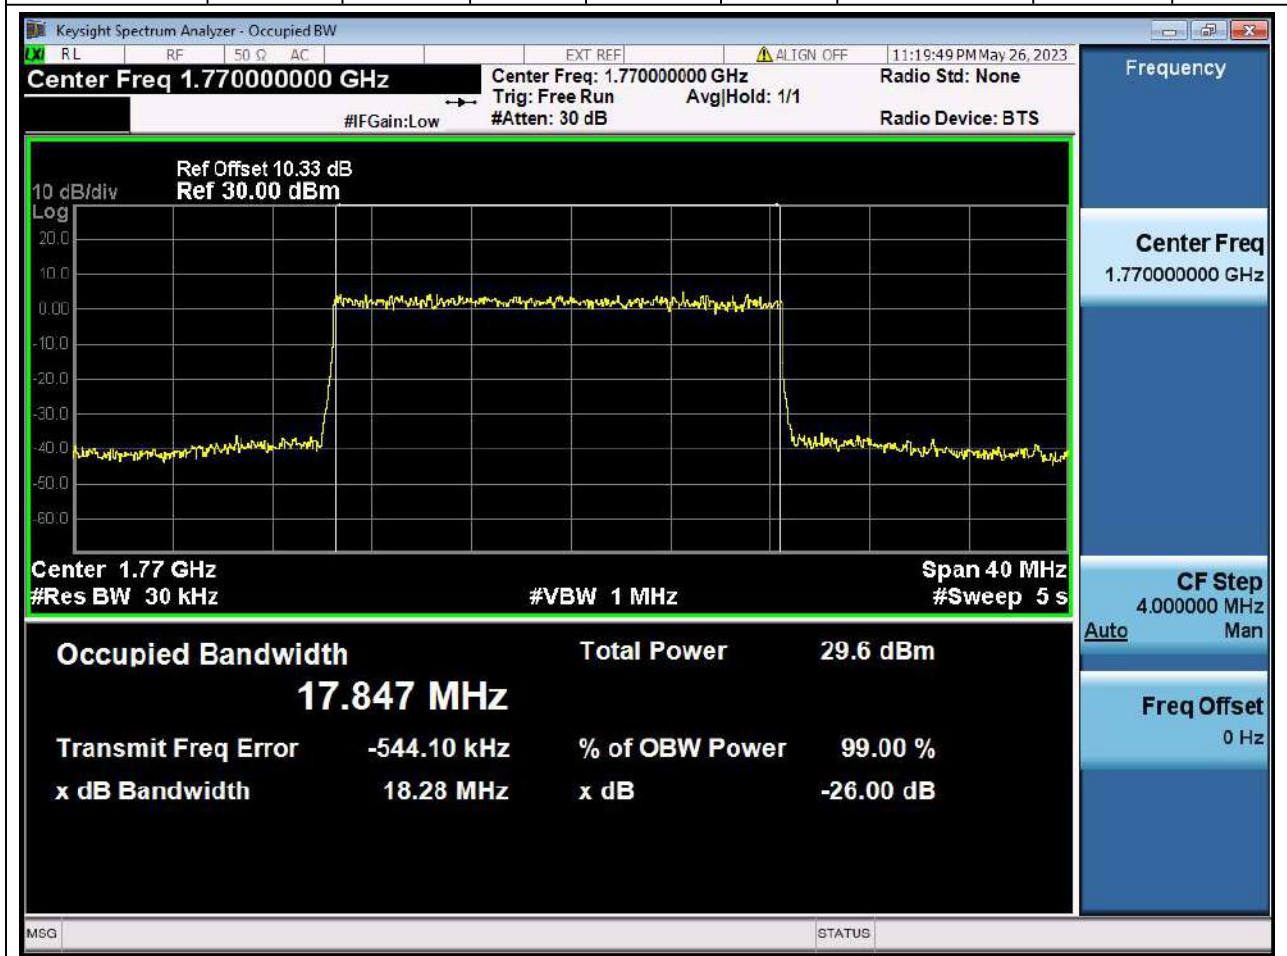 Keysight Spectrum Analyzer - Occupied BW
LXI RL RF 50 Ω AC EXT REF ALIGN OFF 11:19:49 PM May 26, 2023
Center Freq 1.770000000 GHz
Center Freq: 1.770000000 GHz
Radio Std: None
Trig: Free Run Avg|Hold: 1/1
#IFGain:Low
#Atten: 30 dB
Radio Device: BTS
Ref Offset 10.33 dB
10 dB/div Ref 30.00 dBm
Log
20.0
10.0
0.00
-10.0
-20.0
-30.0
-40.0
-50.0
-60.0
Center 1.77 GHz Span 40 MHz
#Res BW 30 kHz #VBW 1 MHz #Sweep 5 s
Occupied Bandwidth Total Power 29.6 dBm
17.847 MHz
Transmit Freq Error -544.10 kHz % of OBW Power 99.00 %
x dB Bandwidth 18.28 MHz x dB -26.00 dB
Frequency
Center Freq
1.770000000 GHz
CF Step
4.000000 MHz
Auto Man
Freq Offset
0 Hz
MSG STATUS